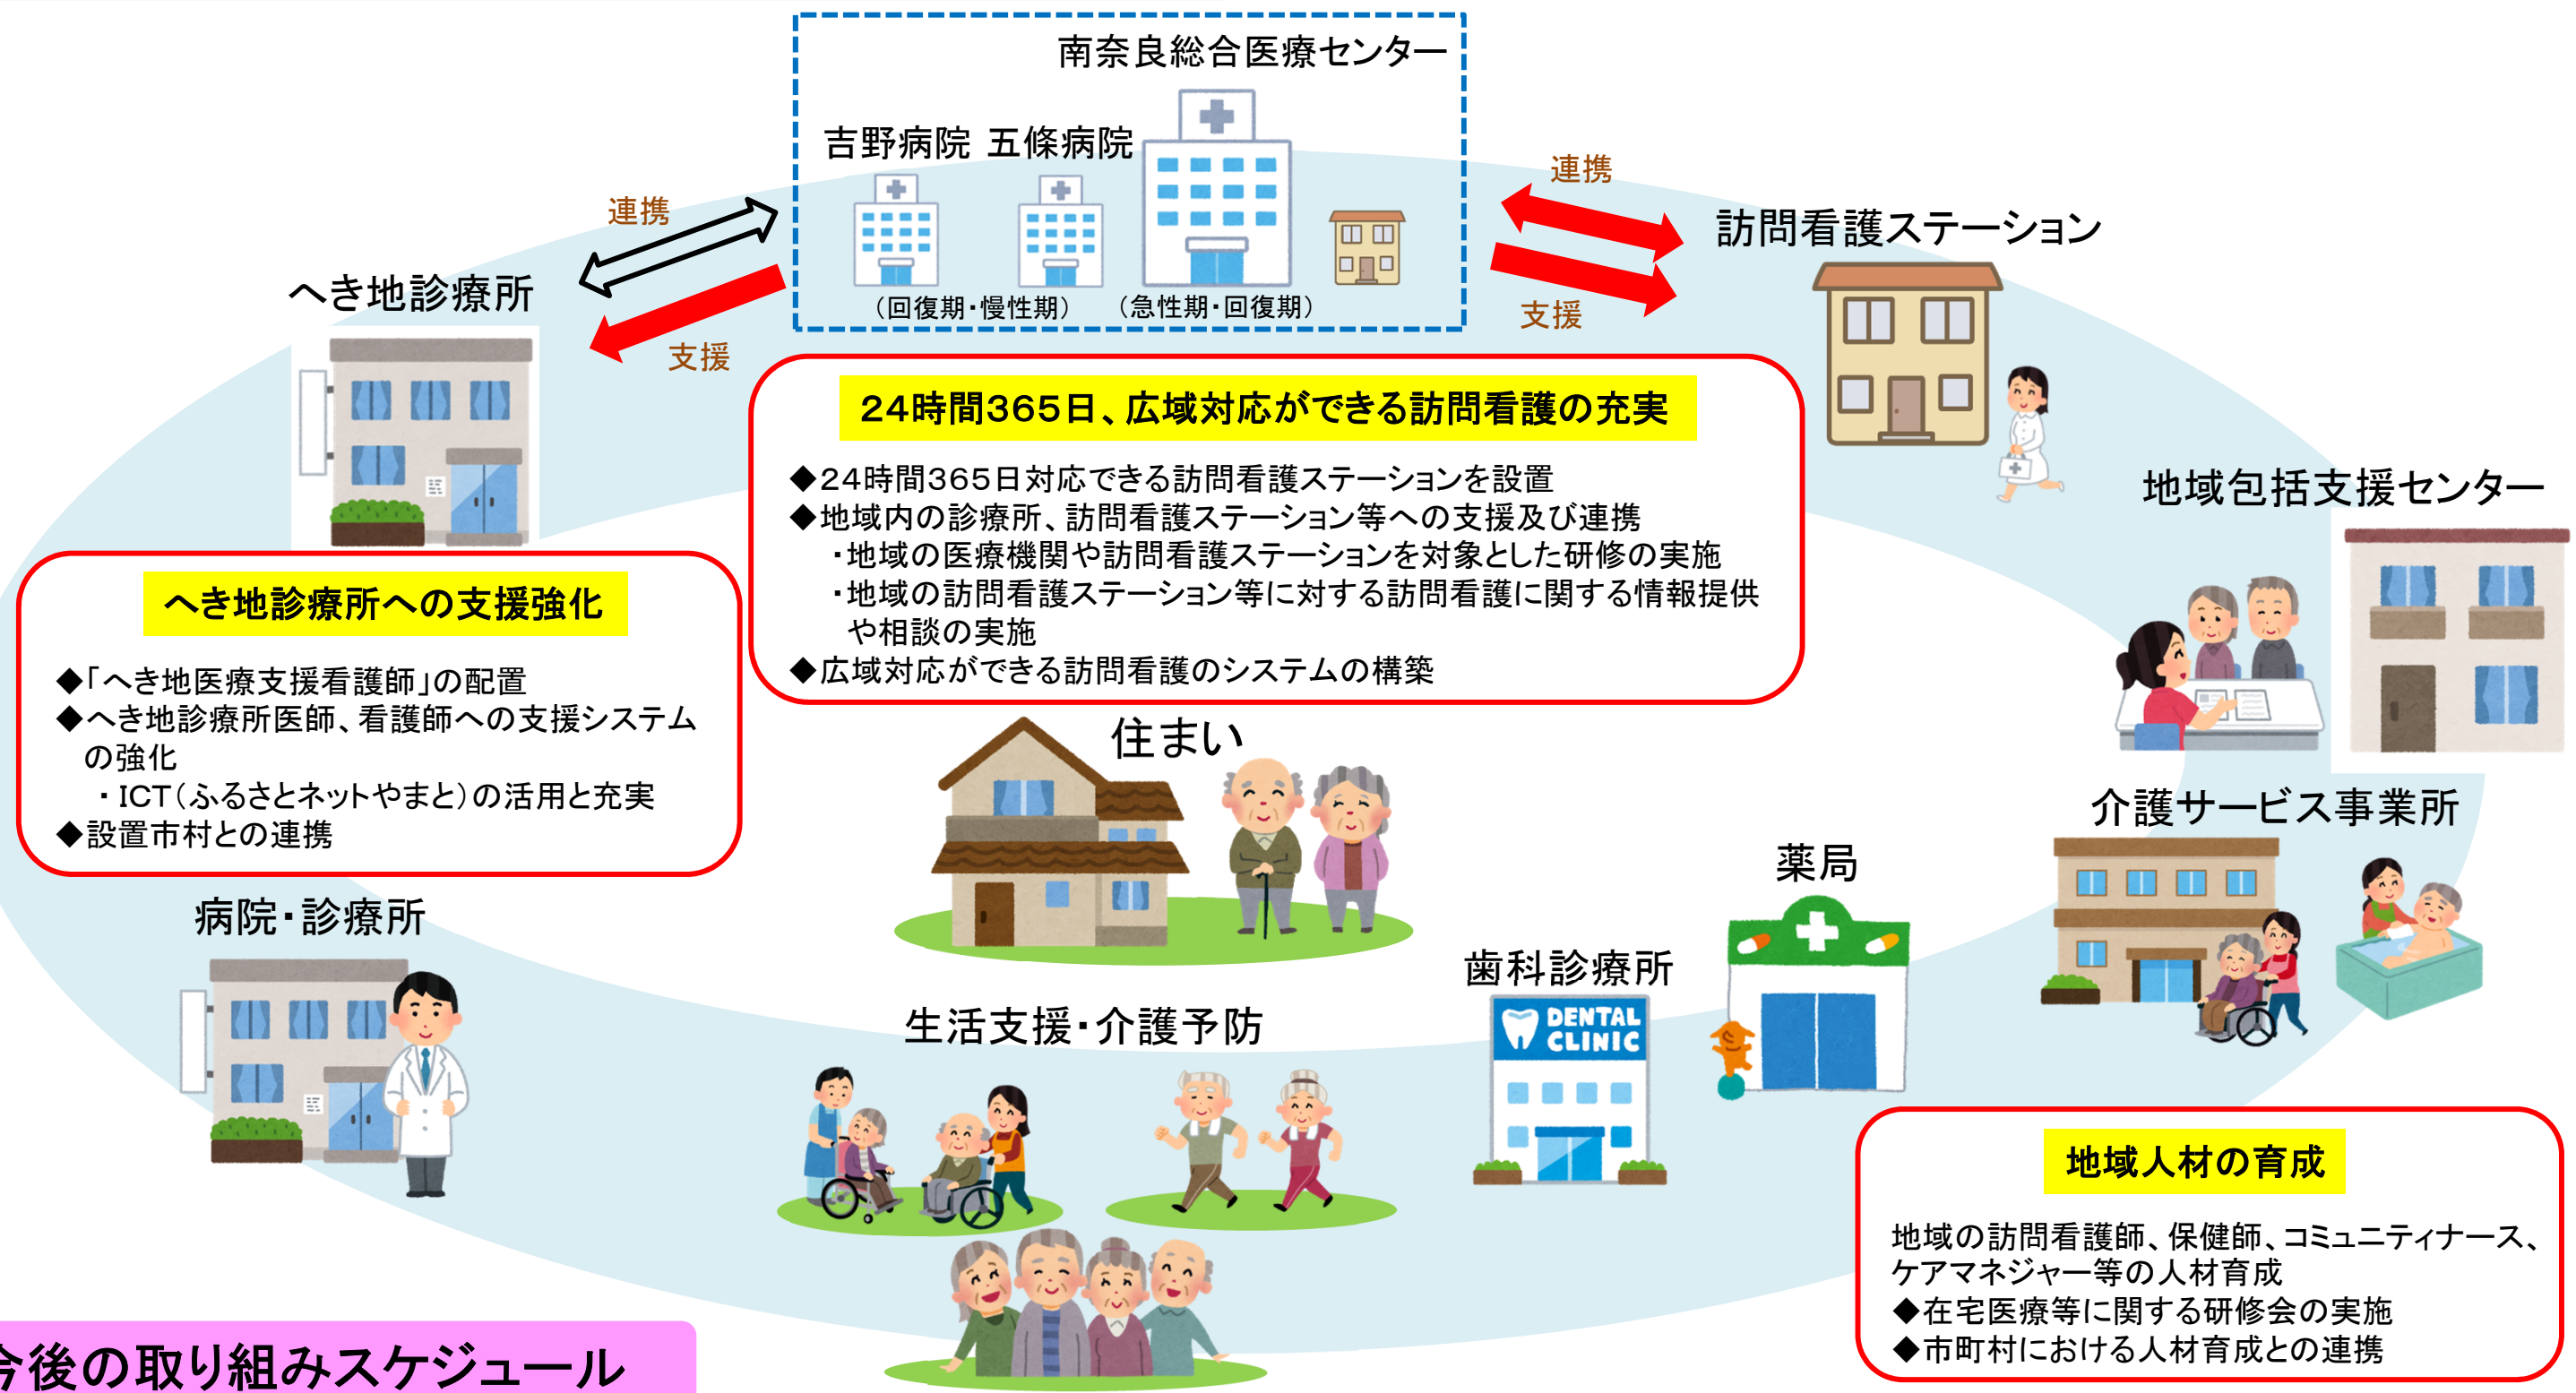 南奈良総合医療センター
吉野病院 五條病院
(回復期・慢性期) (急性期・回復期)
連携
支援
連携
支援
へき地診療所
訪問看護ステーション
24時間365日、広域対応ができる訪問看護の充実
◆24時間365日対応できる訪問看護ステーションを設置
◆地域内の診療所、訪問看護ステーション等への支援及び連携
・地域の医療機関や訪問看護ステーションを対象とした研修の実施
・地域の訪問看護ステーション等に対する訪問看護に関する情報提供
や相談の実施
◆広域対応ができる訪問看護のシステムの構築
地域包括支援センター
へき地診療所への支援強化
◆「へき地医療支援看護師」の配置
◆へき地診療所医師、看護師への支援システム
の強化
・ICT(ふるさとネットやまと)の活用と充実
◆設置市村との連携
住まい
介護サービス事業所
薬局
病院・診療所
歯科診療所
DENTAL
CLINIC
生活支援・介護予防
地域人材の育成
地域の訪問看護師、保健師、コミュニティナース、
ケアマネジャー等の人材育成
◆在宅医療等に関する研修会の実施
◆市町村における人材育成との連携
今後の取り組みスケジュール